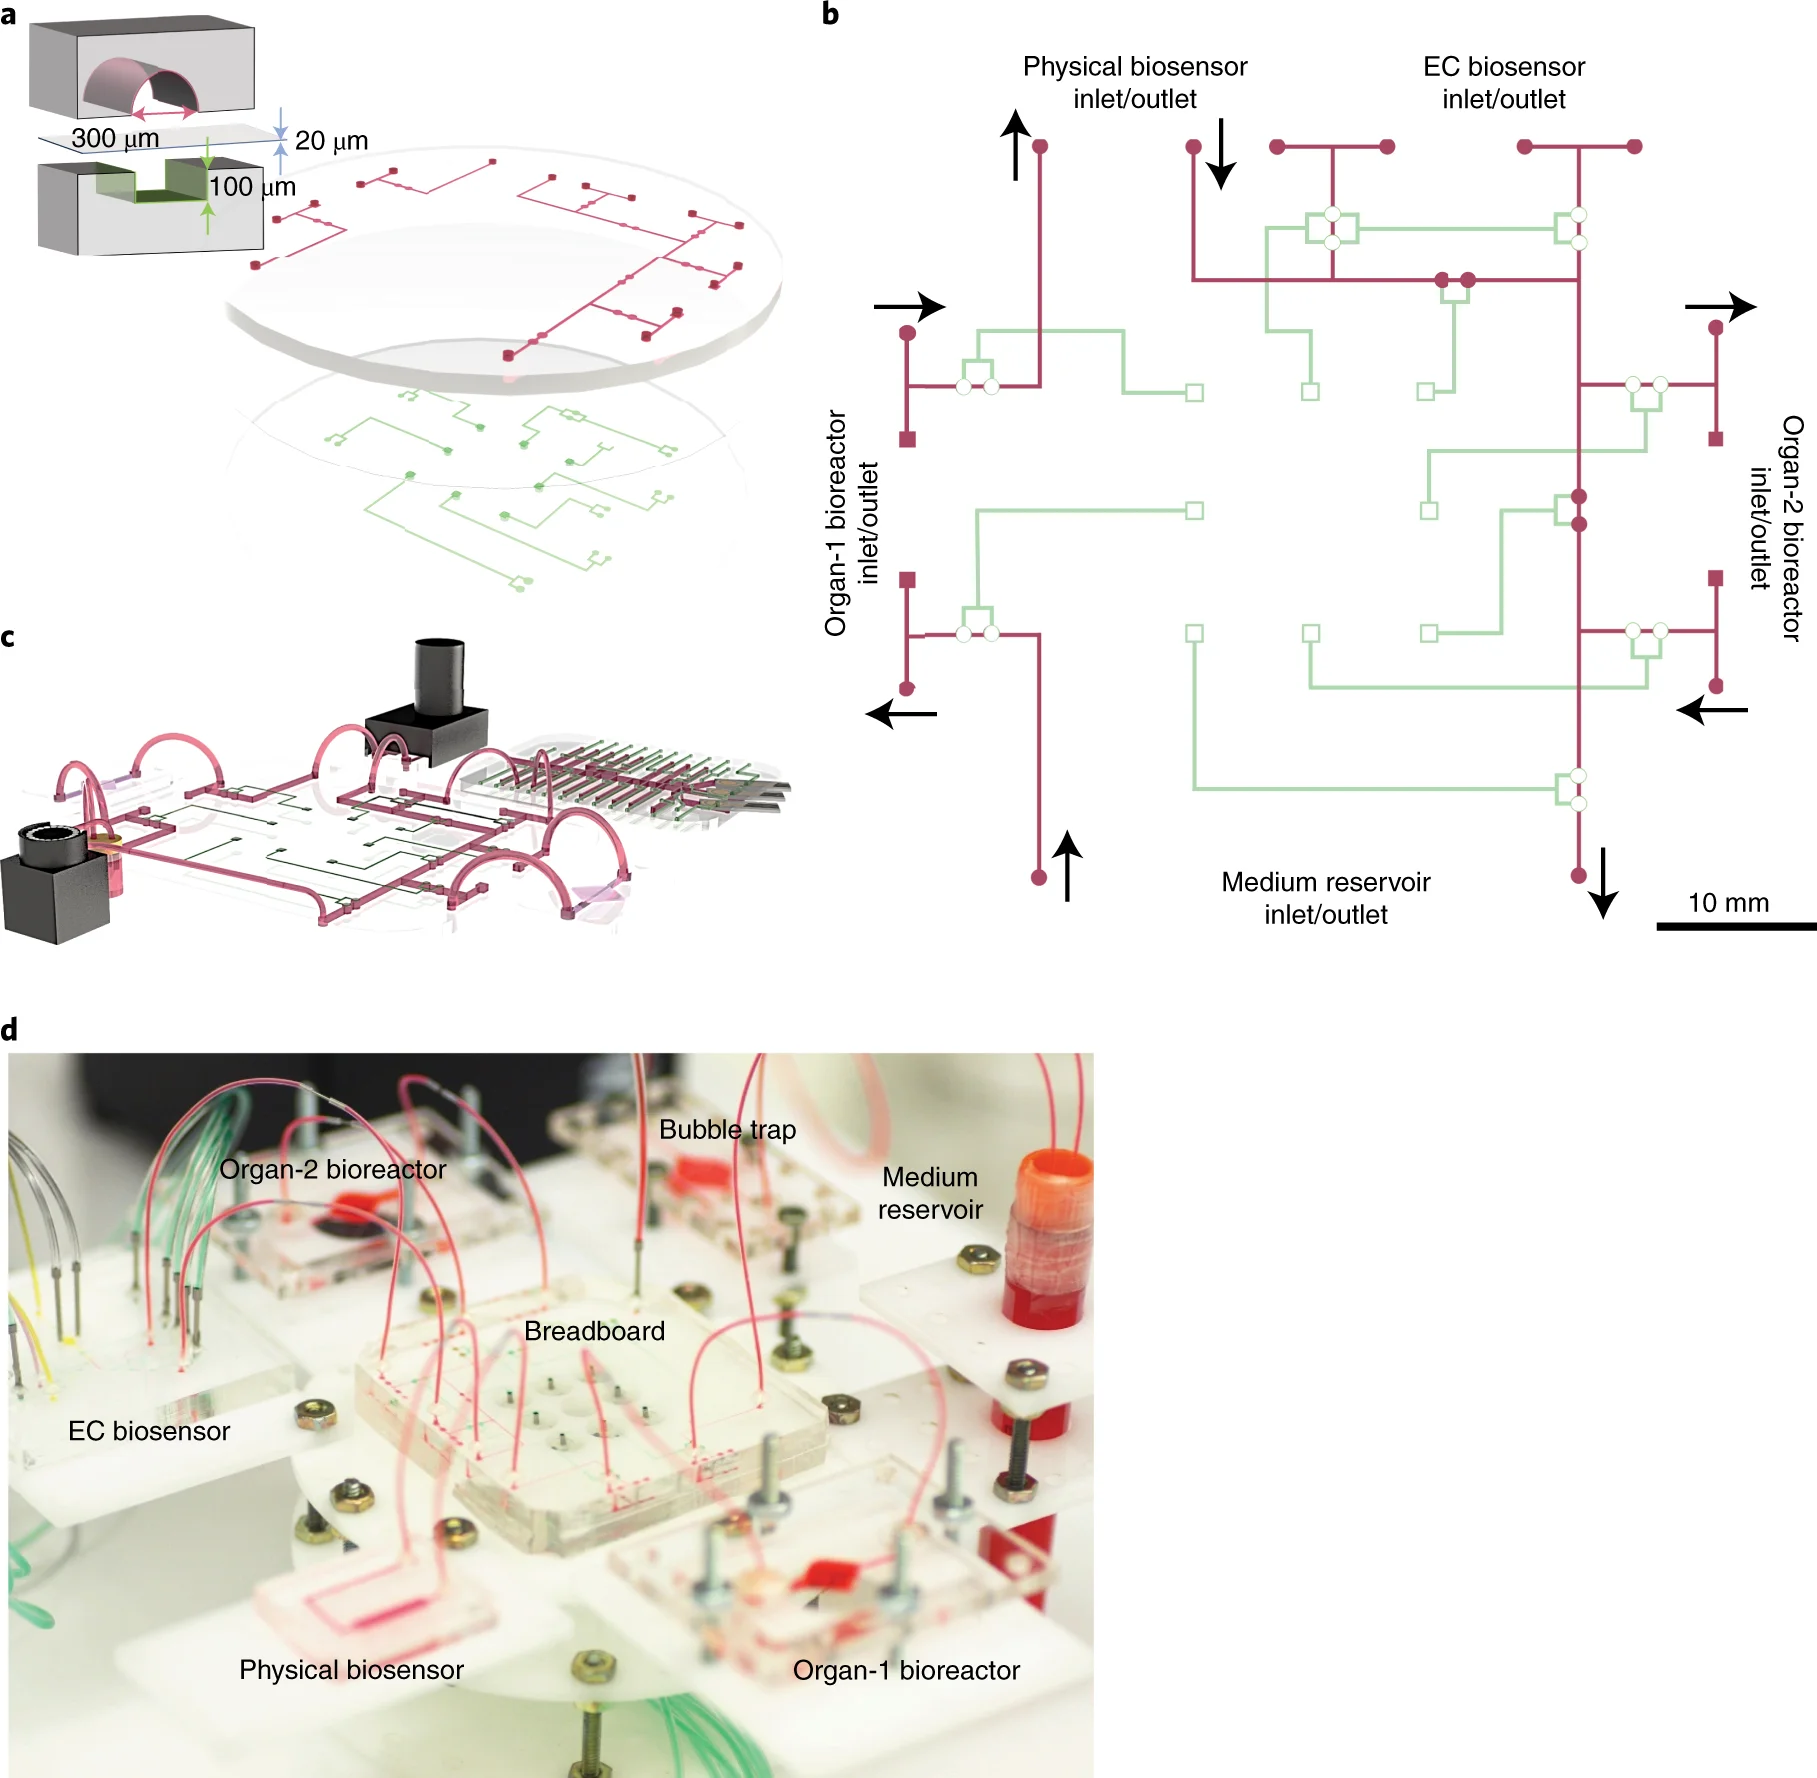 a
300 μm
20 μm
100 μm
b
Physical biosensor
inlet/outlet
EC biosensor
inlet/outlet
Organ-1 bioreactor
inlet/outlet
Organ-2 bioreactor
inlet/outlet
Medium reservoir
inlet/outlet
10 mm
c
d
Bubble trap
Organ-2 bioreactor
Medium
reservoir
Breadboard
EC biosensor
Physical biosensor
Organ-1 bioreactor